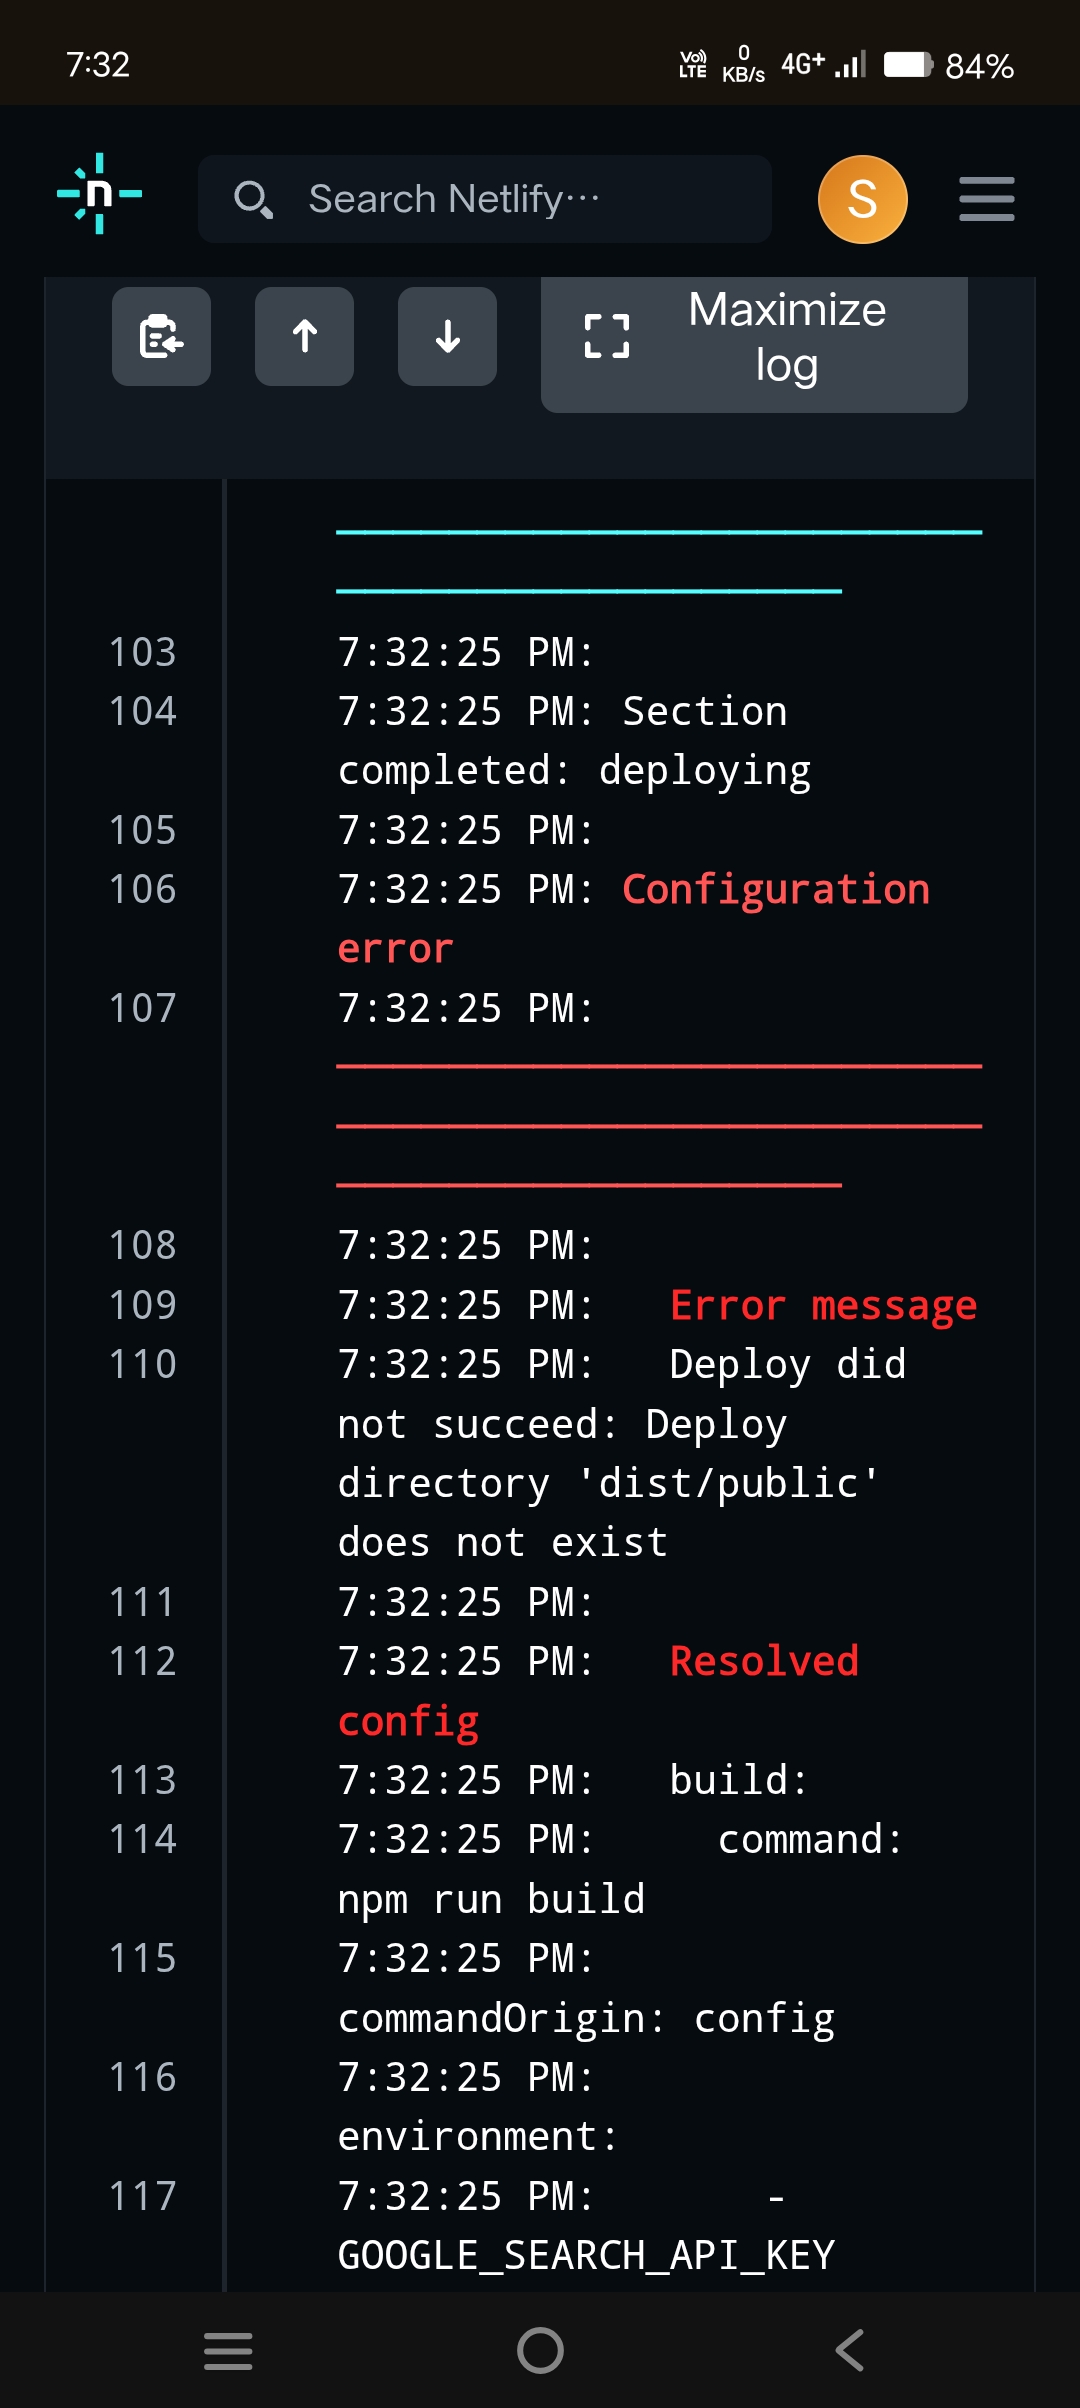 7:32
Vo LTE
0 KB/s
4G+
84%
n
Search Netlify...
S
Maximize
log
103 7:32:25 PM:
104 7:32:25 PM: Section
completed: deploying
105 7:32:25 PM:
106 7:32:25 PM: Configuration
error
107 7:32:25 PM:
108 7:32:25 PM:
109 7:32:25 PM: Error message
110 7:32:25 PM: Deploy did
not succeed: Deploy
directory 'dist/public'
does not exist
111 7:32:25 PM:
112 7:32:25 PM: Resolved
config
113 7:32:25 PM: build:
114 7:32:25 PM: command:
npm run build
115 7:32:25 PM:
commandOrigin: config
116 7:32:25 PM:
environment:
117 7:32:25 PM: -
GOOGLE_SEARCH_API_KEY